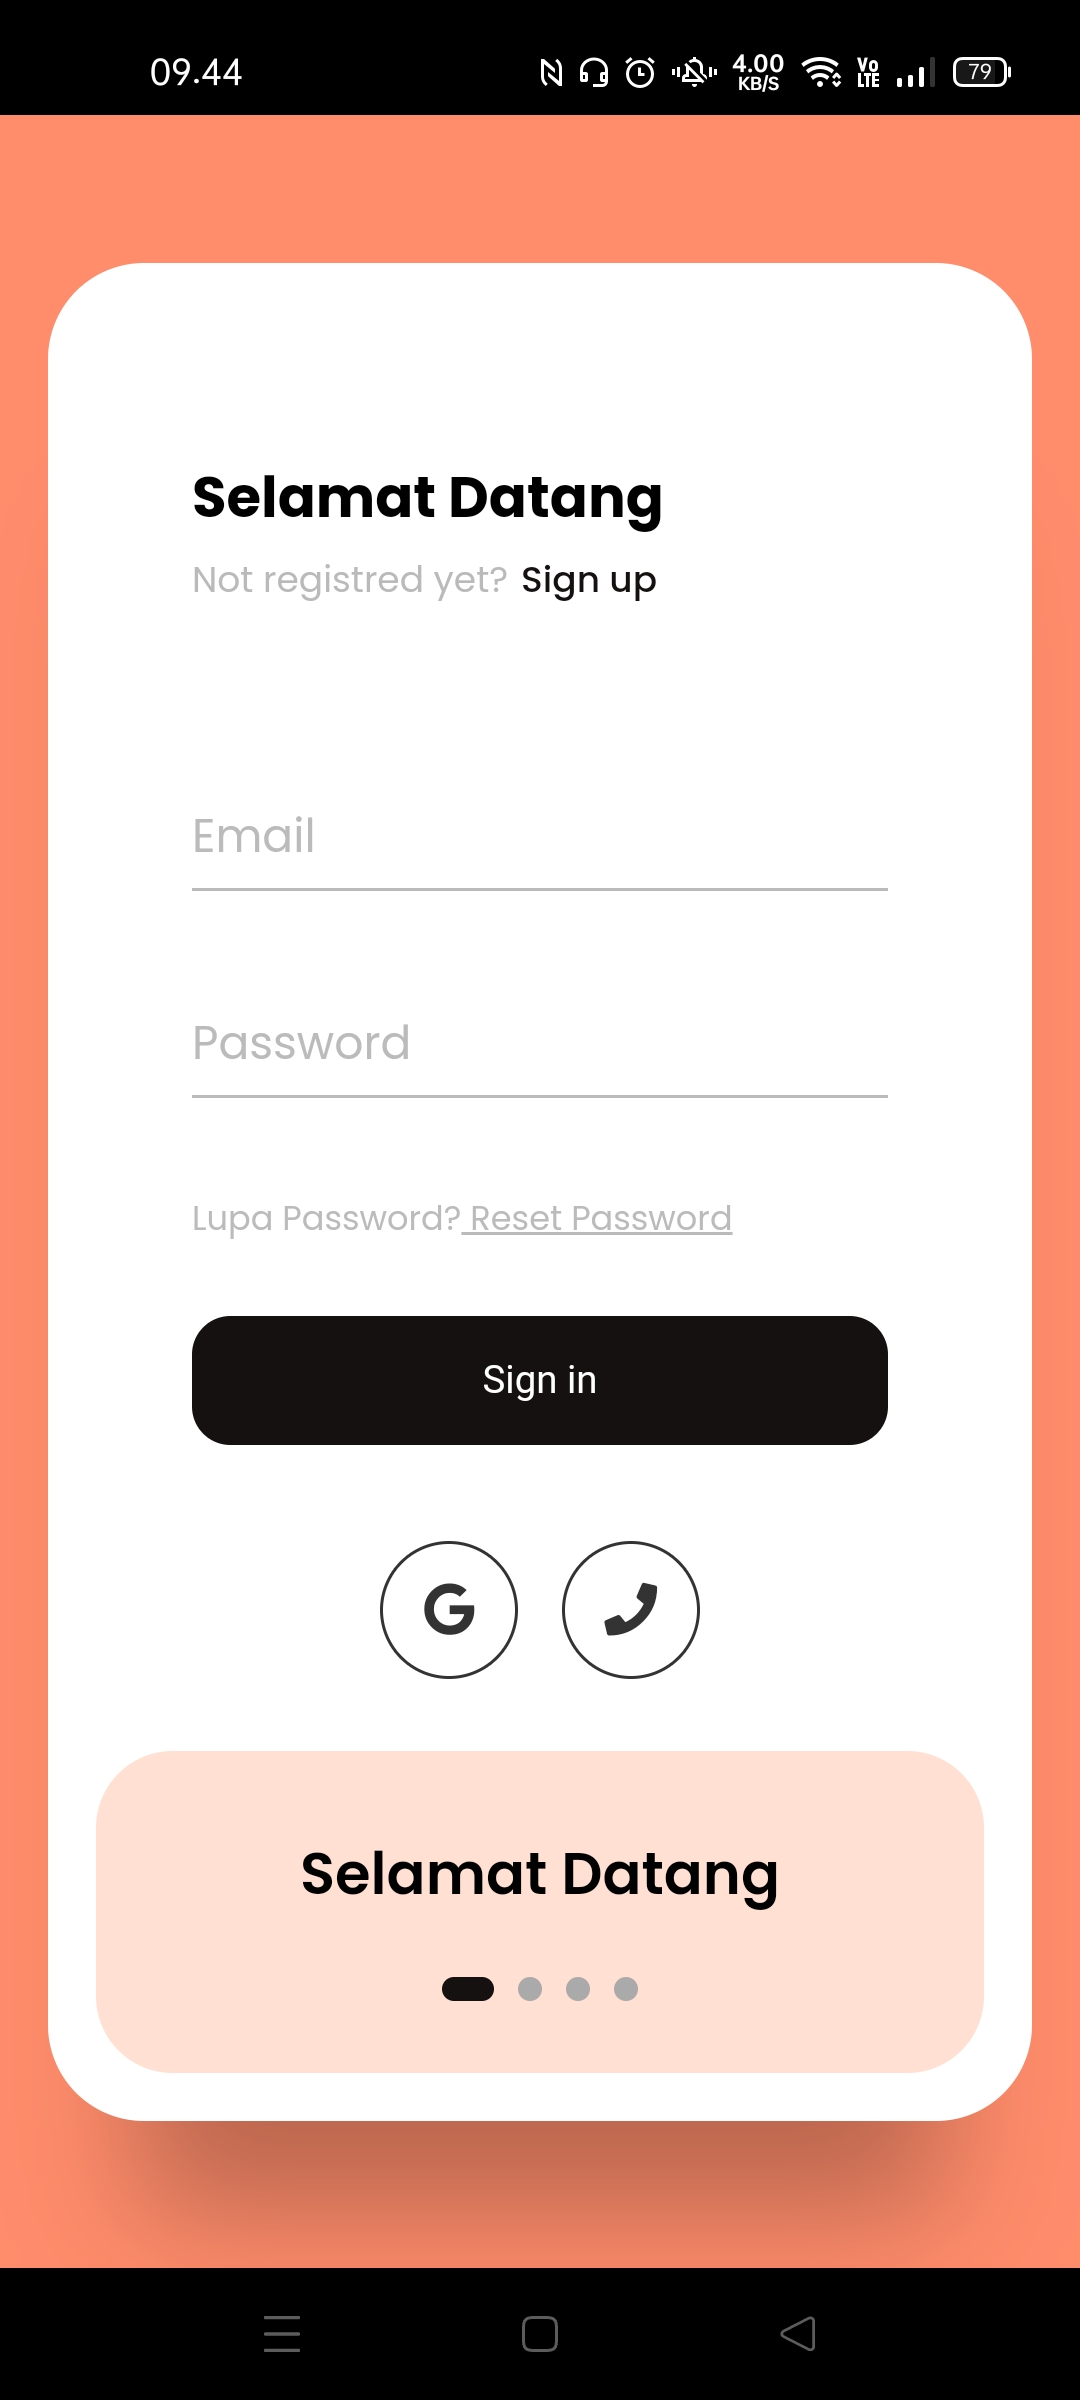 09.44 4.00 KB/S Vo LTE 79
Selamat Datang
Not registred yet? Sign up
Email
Password
Lupa Password? Reset Password
Sign in
Selamat Datang